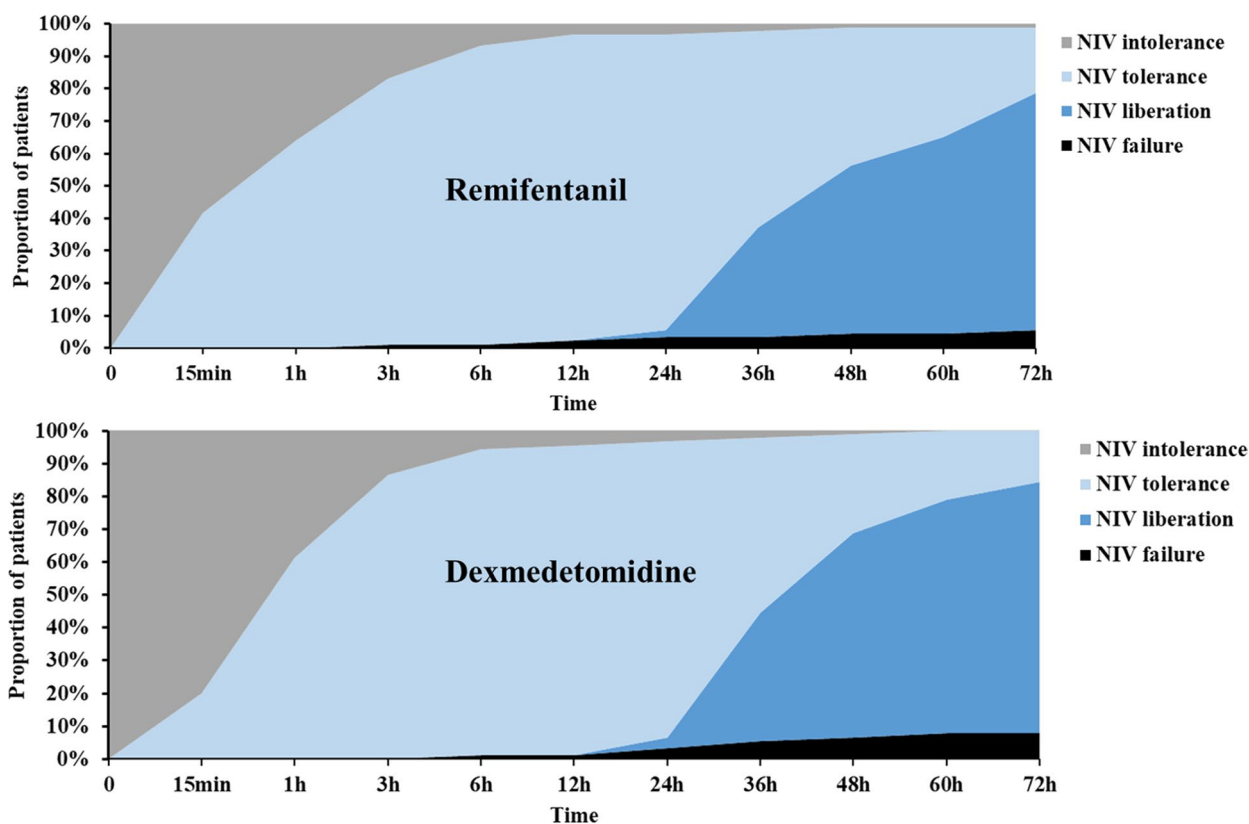 100%
90%
80%
70%
60%
50%
40%
30%
20%
10%
0%
Proportion of patients
Remifentanil
0 15min 1h 3h 6h 12h 24h 36h 48h 60h 72h
Time
NIV intolerance
NIV tolerance
NIV liberation
NIV failure
100%
90%
80%
70%
60%
50%
40%
30%
20%
10%
0%
Proportion of patients
Dexmedetomidine
0 15min 1h 3h 6h 12h 24h 36h 48h 60h 72h
Time
NIV intolerance
NIV tolerance
NIV liberation
NIV failure